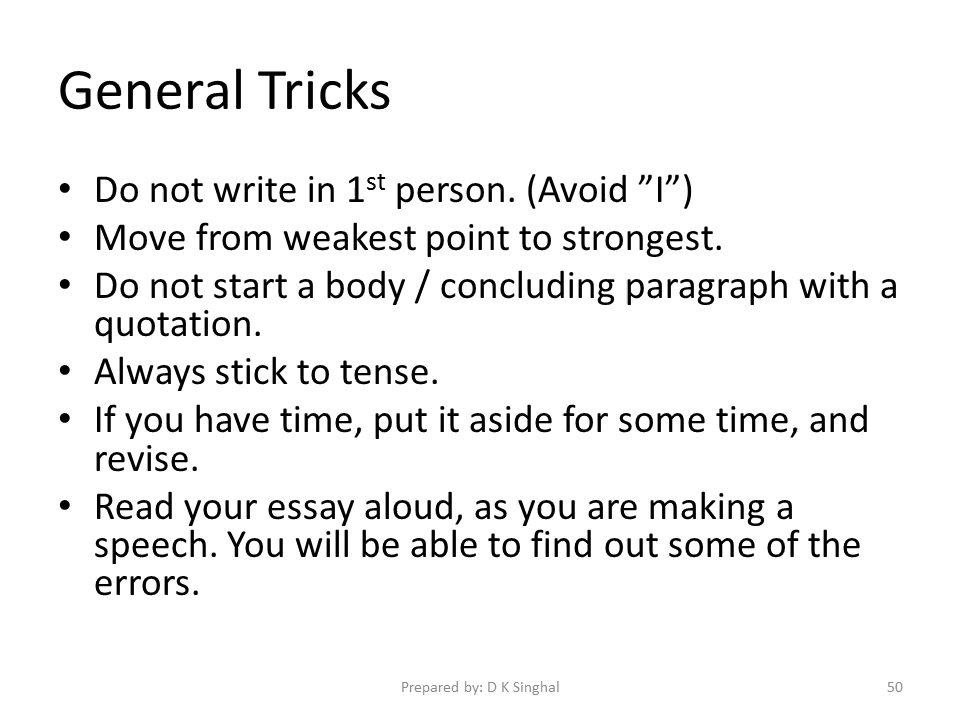 General Tricks
• Do not write in 1st person. (Avoid ”I”)
• Move from weakest point to strongest.
• Do not start a body / concluding paragraph with a
quotation.
• Always stick to tense.
• If you have time, put it aside for some time, and
revise.
• Read your essay aloud, as you are making a
speech. You will be able to find out some of the
errors.
Prepared by: D K Singhal
50